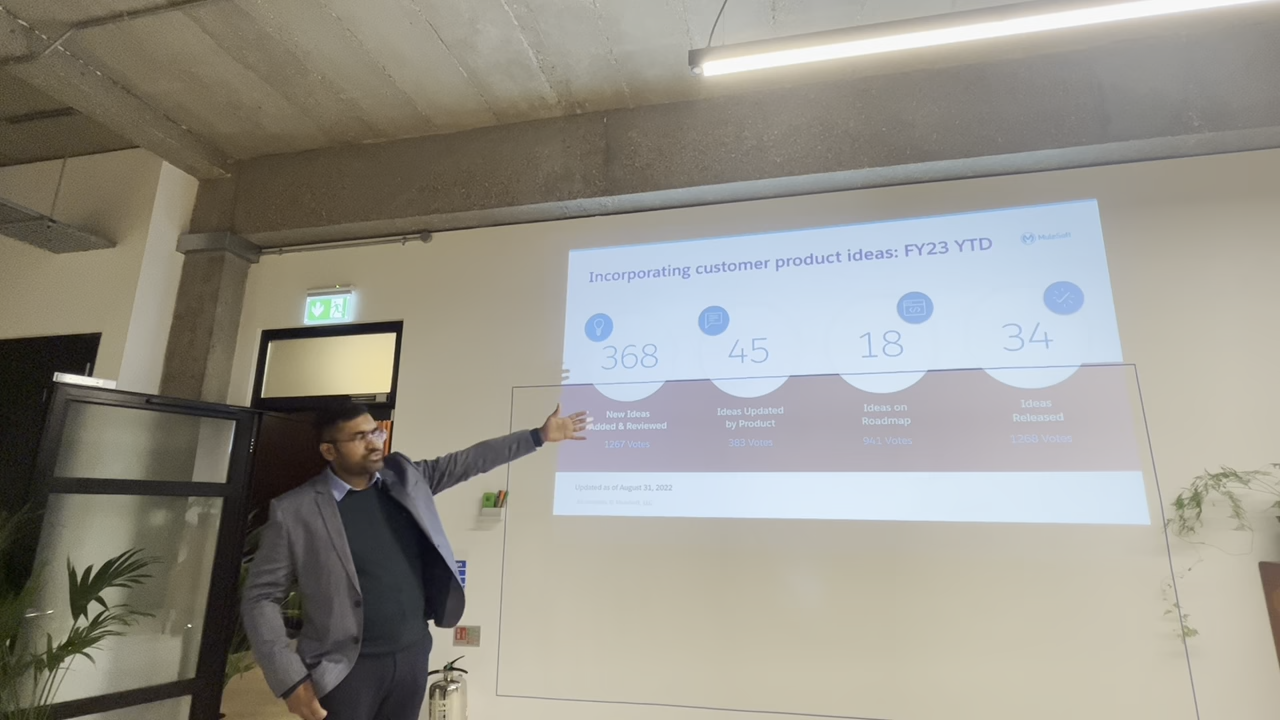 Incorporating customer product ideas: FY23 YTD
MuleSoft
368
45
18
34
New Ideas
Added & Reviewed
1267 Votes
Ideas Updated
by Product
383 Votes
Ideas on
Roadmap
941 Votes
Ideas
Released
1268 Votes
Updated as of August 31, 2022